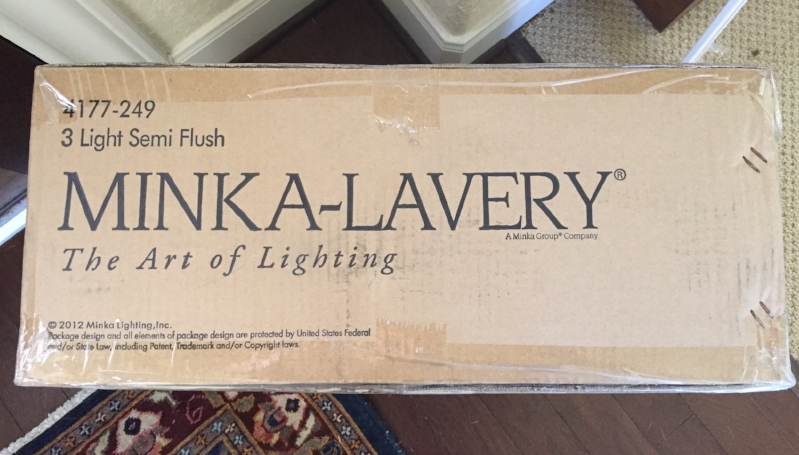 4177-249
3 Light Semi Flush
MINKA-LAVERY®
A Minka Group® Company
The Art of Lighting
© 2012 Minka Lighting,Inc.
Package design and all elements of package design are protected by United States Federal
and/or State Law, including Patent, Trademark and/or Copyright laws.